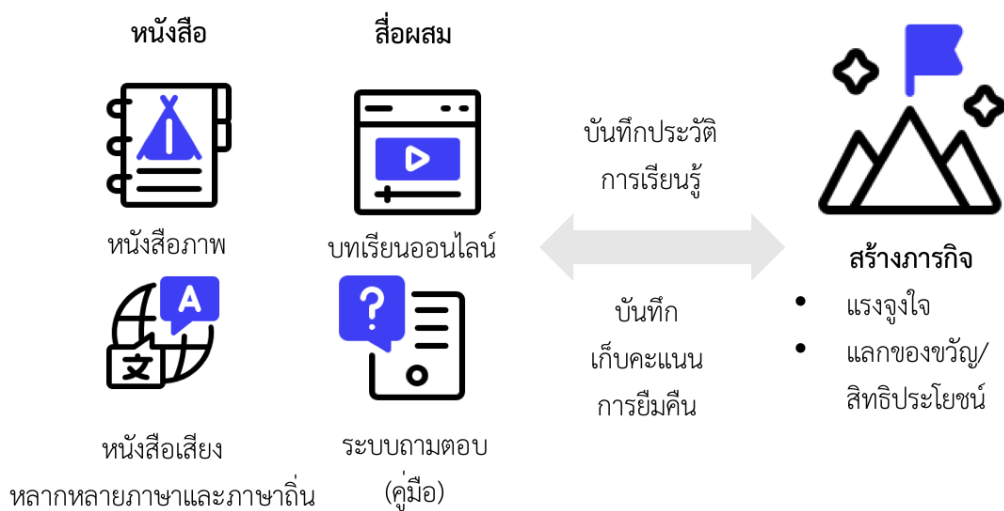 หนังสือ
หนังสือภาพ
หนังสือเสียง
หลากหลายภาษาและภาษาถิ่น
สื่อผสม
บทเรียนออนไลน์
ระบบถามตอบ
(คู่มือ)
บันทึกประวัติ
การเรียนรู้
บันทึก
เก็บคะแนน
การยืมคืน
สร้างภารกิจ
• แรงจูงใจ
• แลกของขวัญ/
สิทธิประโยชน์
A
文
?